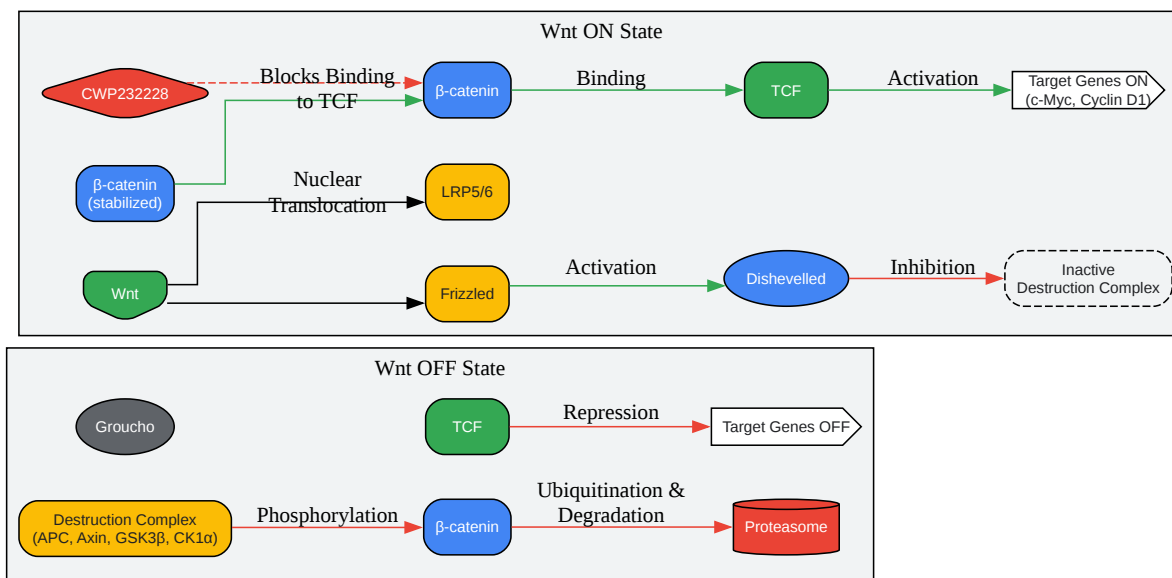 Wnt ON State
CWP232228
Blocks Binding
to TCF
β-catenin
Binding
TCF
Activation
Target Genes ON
(c-Myc, Cyclin D1)
β-catenin
(stabilized)
Nuclear
Translocation
LRP5/6
Wnt
Frizzled
Activation
Dishevelled
Inhibition
Inactive
Destruction Complex
Wnt OFF State
Groucho
TCF
Repression
Target Genes OFF
Destruction Complex
(APC, Axin, GSK3β, CK1α)
Phosphorylation
β-catenin
Ubiquitination &
Degradation
Proteasome